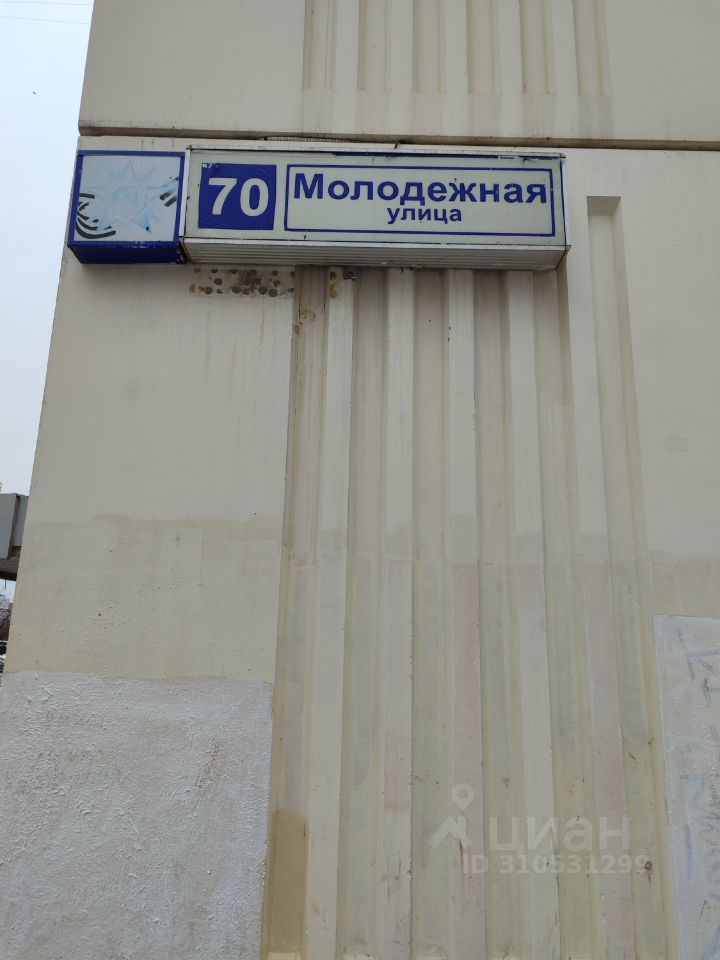 70
Молодежная
улица
циан
ID 310531299